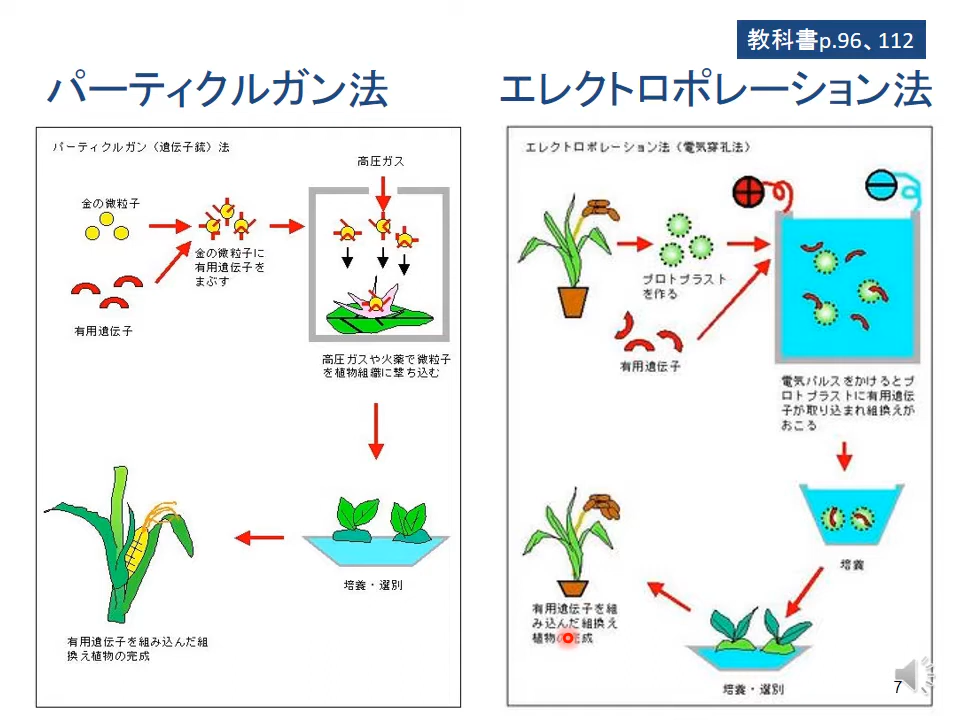 教科書p.96、112
パーティクルガン法
エレクトロポレーション法
パーティクルガン（遺伝子銃）法
高圧ガス
金の微粒子
金の微粒子に
有用遺伝子を
まぶす
有用遺伝子
高圧ガスや火薬で微粒子
を植物組織に撃ち込む
培養・選別
有用遺伝子を組み込んだ組
換え植物の完成
エレクトロポレーション法（電気穿孔法）
プロトプラスト
を作る
有用遺伝子
電気パルスをかけるとプ
ロトプラストに有用遺伝
子が取り込まれ組換えが
おこる
培養
培養・選別
有用遺伝子を組
み込んだ組換え
植物の完成
7